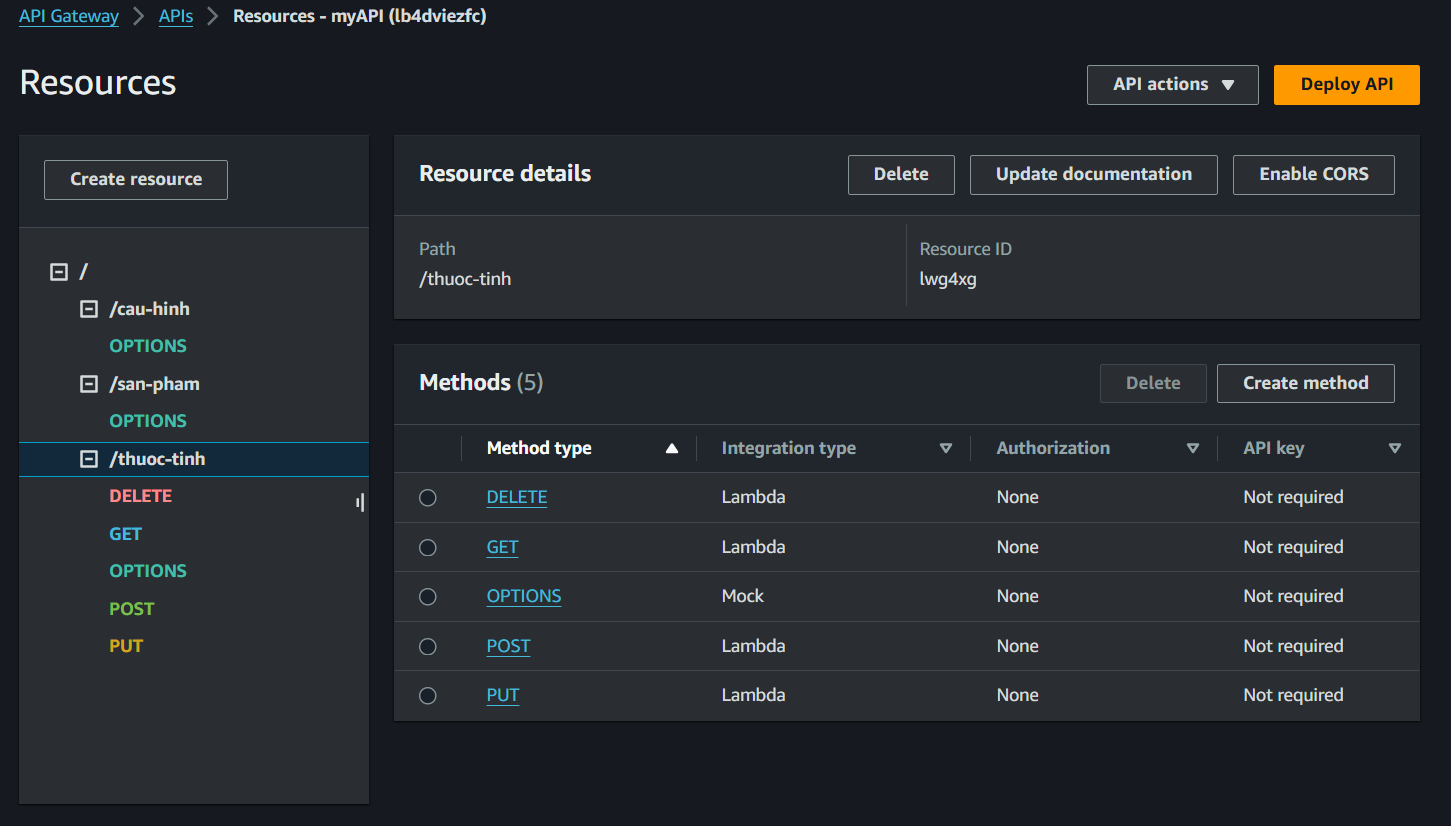 API Gateway > APIs > Resources - myAPI (lb4dviezfc)
Resources
API actions ▼ Deploy API
Create resource
/
/cau-hinh
OPTIONS
/san-pham
OPTIONS
/thuoc-tinh
DELETE
GET
OPTIONS
POST
PUT
Resource details Delete Update documentation Enable CORS
Path Resource ID
/thuoc-tinh lwg4xg
Methods (5) Delete Create method
Method type Integration type Authorization API key
DELETE Lambda None Not required
GET Lambda None Not required
OPTIONS Mock None Not required
POST Lambda None Not required
PUT Lambda None Not required